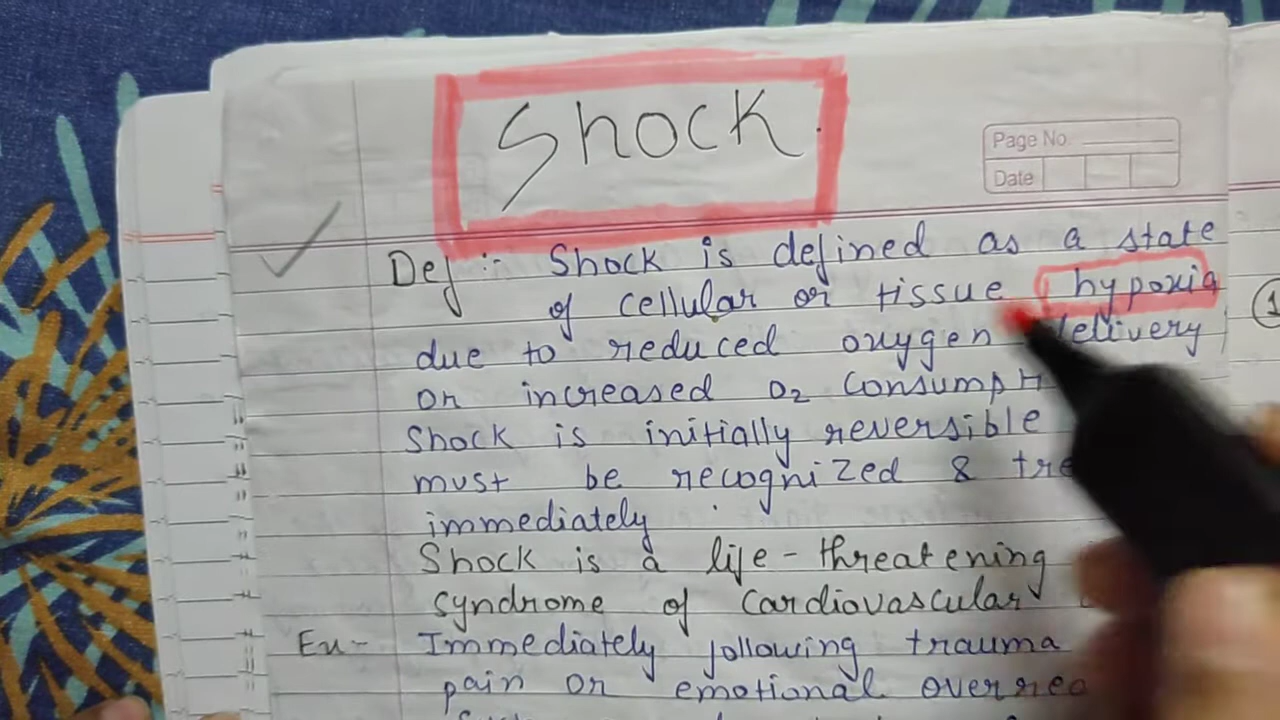 Shock
Page No.
Date
Def :- Shock is defined as a state
of cellular or tissue hypoxia
due to reduced oxygen delivery
or increased O2
Shock is initially reversible
must be recognized &
immediately
Shock is a life-threatening
syndrome of cardiovascular
Ex- Immediately following trauma
pain or emotional
1